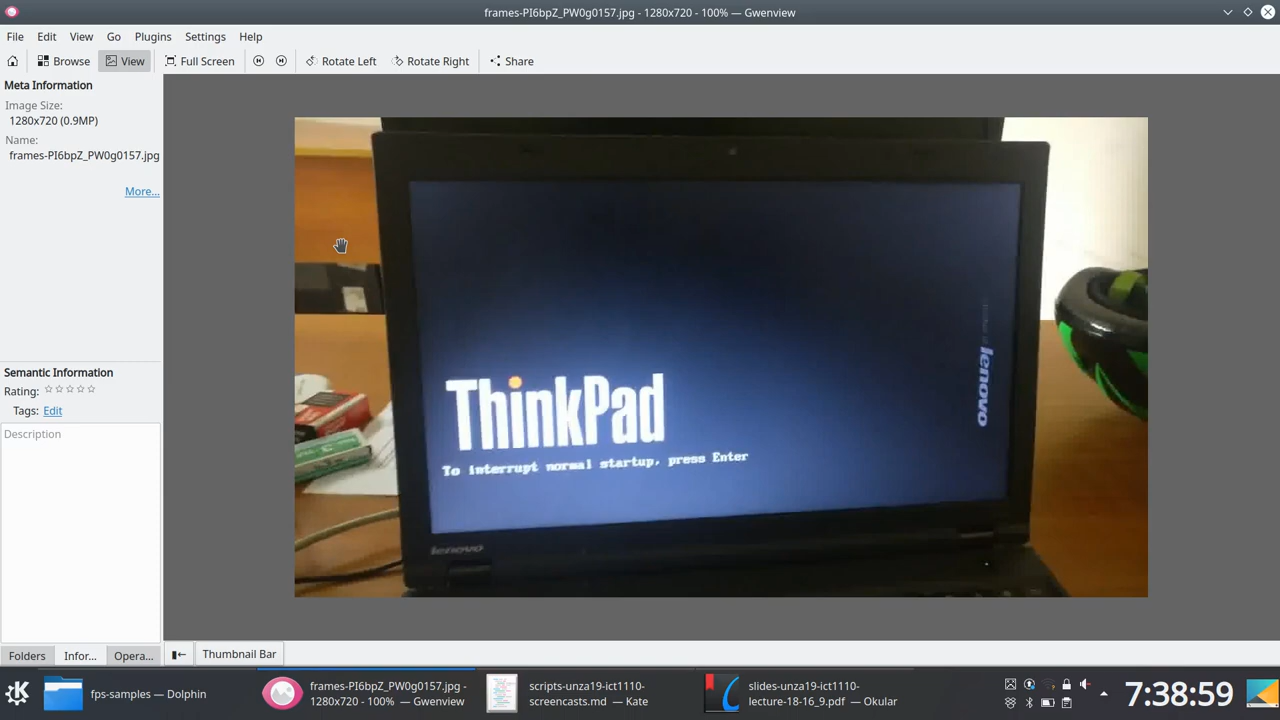 frames-PI6bpZ_PW0g0157.jpg - 1280x720 - 100% — Gwenview
File Edit View Go Plugins Settings Help
Browse View Full Screen Rotate Left Rotate Right Share
Meta Information
Image Size:
1280x720 (0.9MP)
Name:
frames-PI6bpZ_PW0g0157.jpg
More...
Semantic Information
Rating:
Tags: Edit
Description
ThinkPad
To interrupt normal startup, press Enter
lenovo
lenovo
Folders Infor... Opera... Thumbnail Bar
fps-samples — Dolphin
frames-PI6bpZ_PW0g0157.jpg -
1280x720 - 100% — Gwenview
scripts-unza19-ict1110-
screencasts.md — Kate
slides-unza19-ict1110-
lecture-18-16_9.pdf — Okular
7:38:59